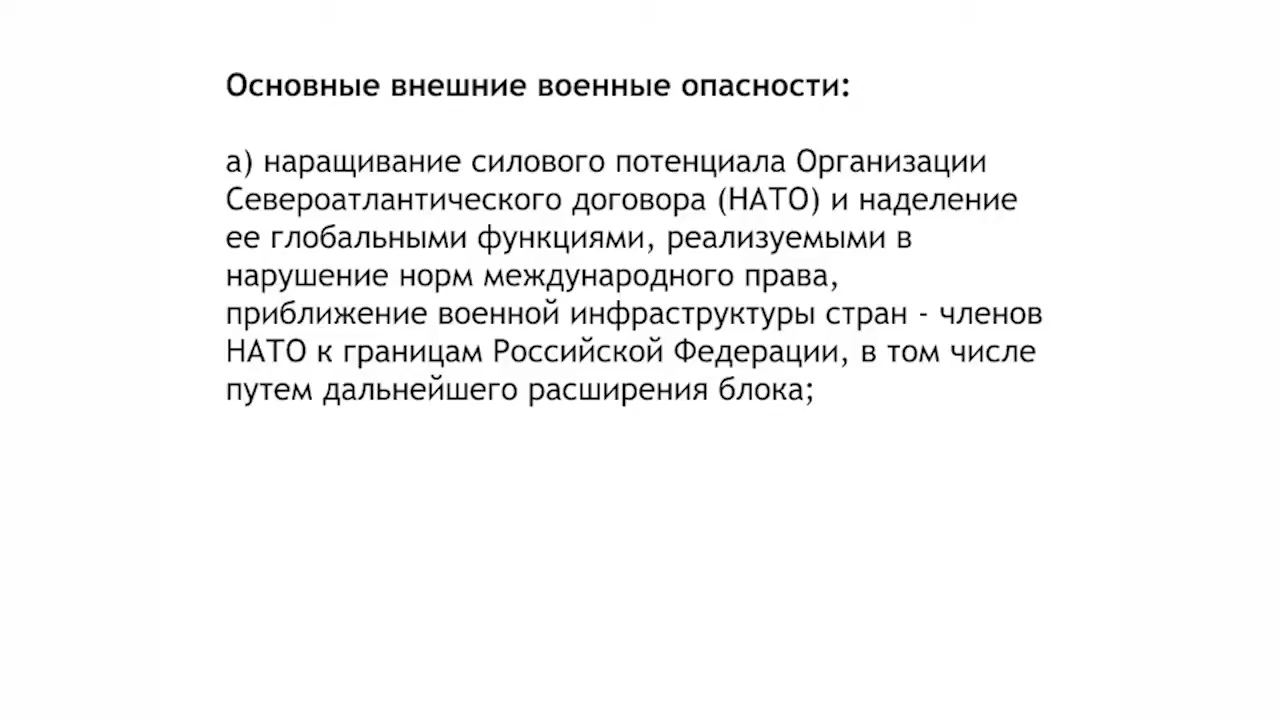 Основные внешние военные опасности:
а) наращивание силового потенциала Организации
Североатлантического договора (НАТО) и наделение
ее глобальными функциями, реализуемыми в
нарушение норм международного права,
приближение военной инфраструктуры стран - членов
НАТО к границам Российской Федерации, в том числе
путем дальнейшего расширения блока;